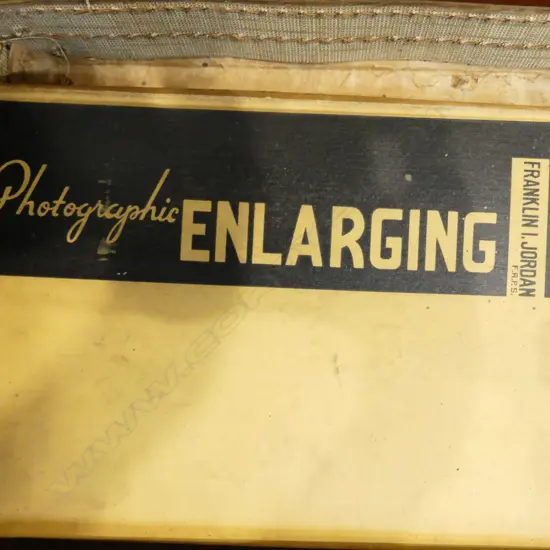 Photographic ENLARGING
FRANKLIN I. JORDAN
F.R.P.S.